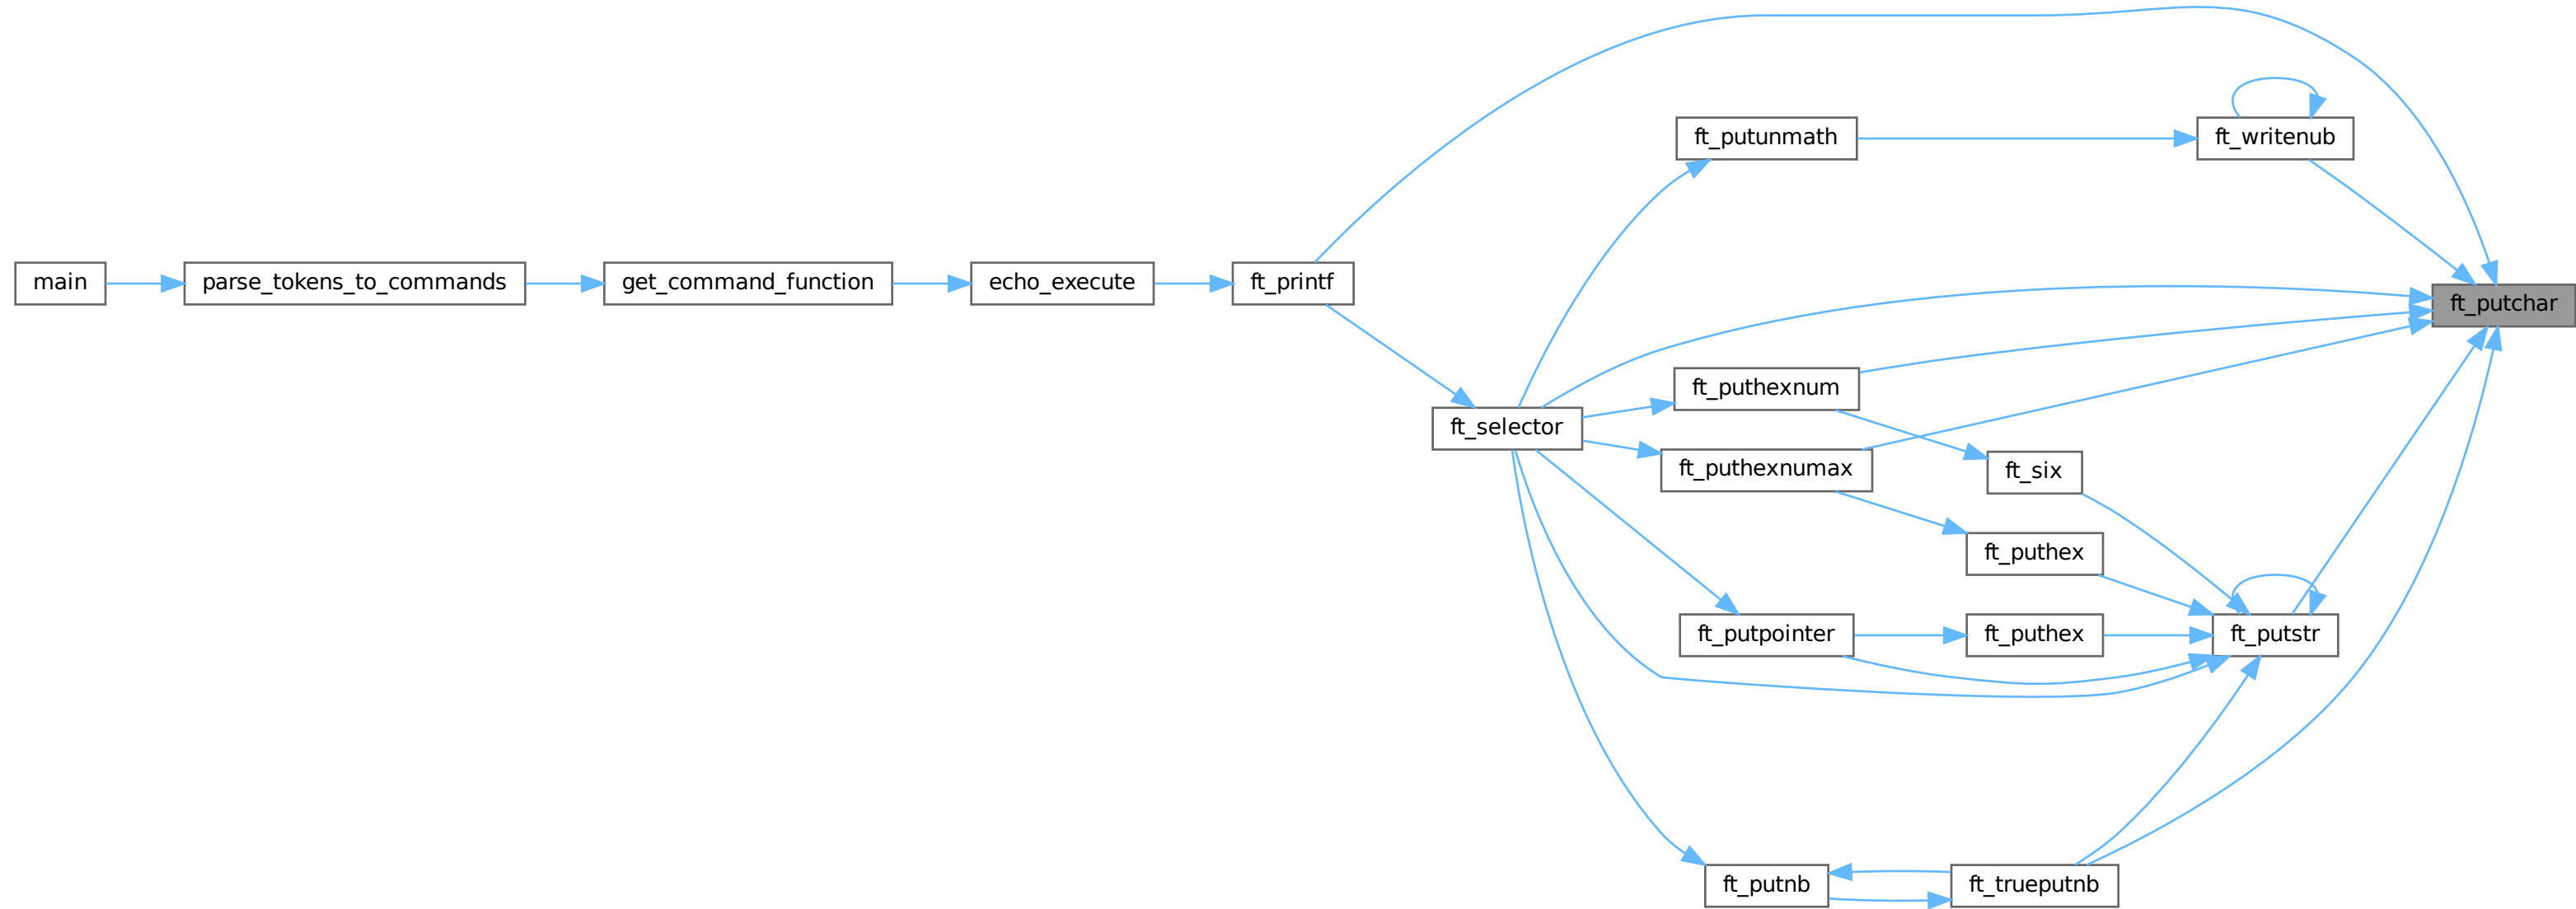 ft_putunmath
ft_writenub
main
parse_tokens_to_commands
get_command_function
echo_execute
ft_printf
ft_putchar
ft_puthexnum
ft_selector
ft_puthexnumax
ft_six
ft_puthex
ft_putpointer
ft_puthex
ft_putstr
ft_putnb
ft_trueputnb